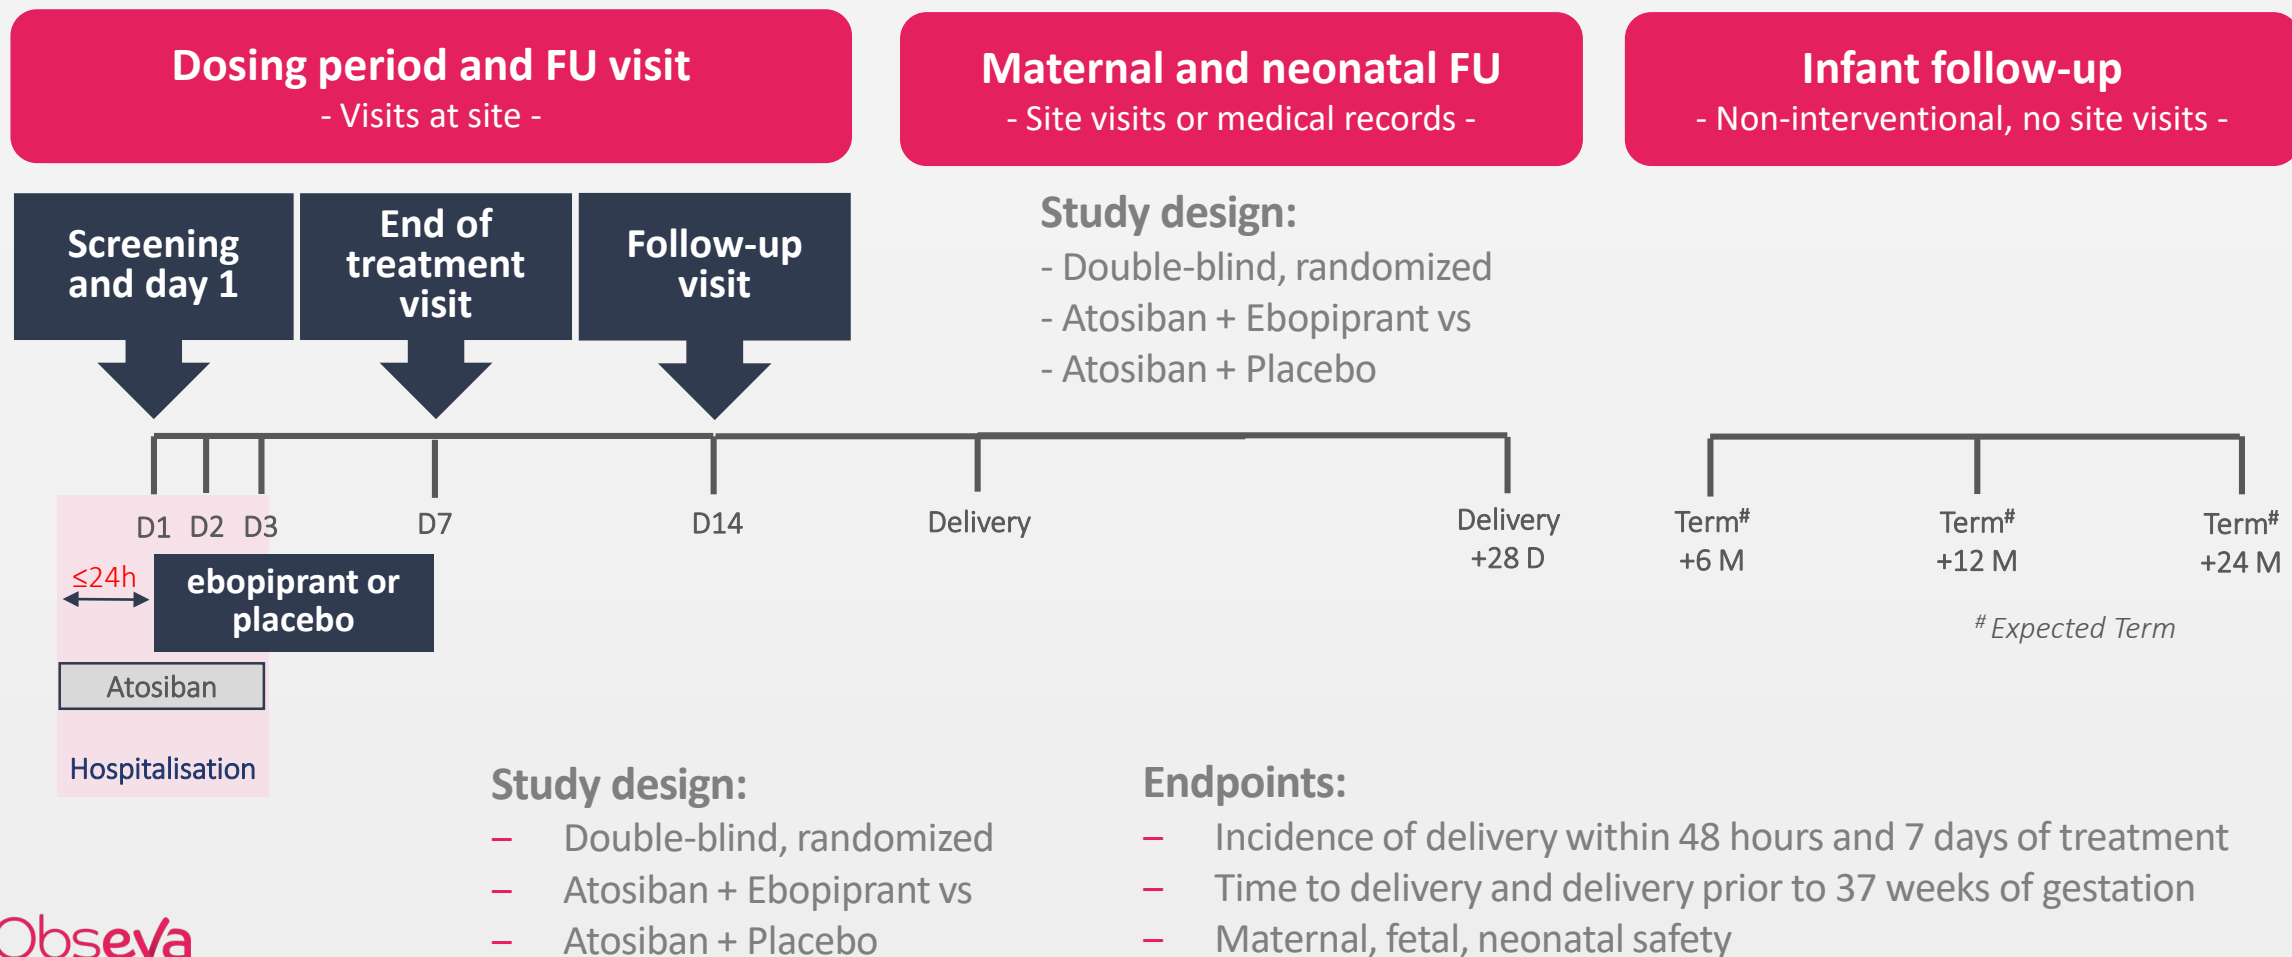 Dosing period and FU visit
- Visits at site -
Maternal and neonatal FU
- Site visits or medical records -
Infant follow-up
- Non-interventional, no site visits -
Screening
and day 1
End of
treatment
visit
Follow-up
visit
Study design:
- Double-blind, randomized
- Atosiban + Ebopiprant vs
- Atosiban + Placebo
D1 D2 D3
D7
D14
Delivery
Delivery
+28 D
Term#
+6 M
Term#
+12 M
Term#
+24 M
# Expected Term
≤24h
ebopiprant or
placebo
Atosiban
Hospitalisation
Study design:
– Double-blind, randomized
– Atosiban + Ebopiprant vs
– Atosiban + Placebo
Endpoints:
– Incidence of delivery within 48 hours and 7 days of treatment
– Time to delivery and delivery prior to 37 weeks of gestation
– Maternal, fetal, neonatal safety
Obseva